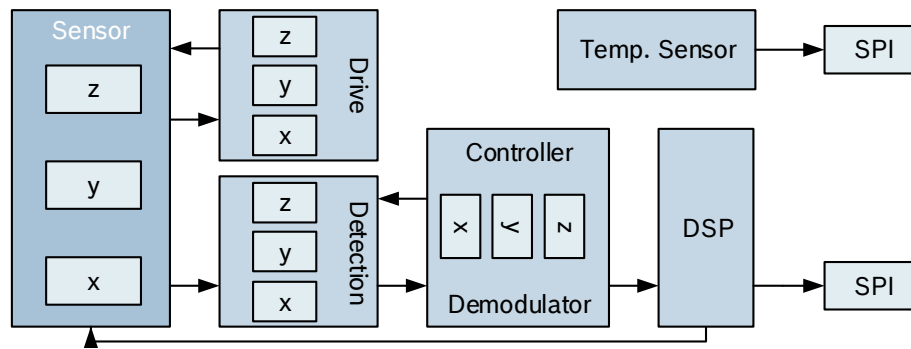 Sensor
z
y
x
z
y
x
Drive
z
y
x
Detection
Controller
x
y
z
Demodulator
Temp. Sensor
SPI
DSP
SPI